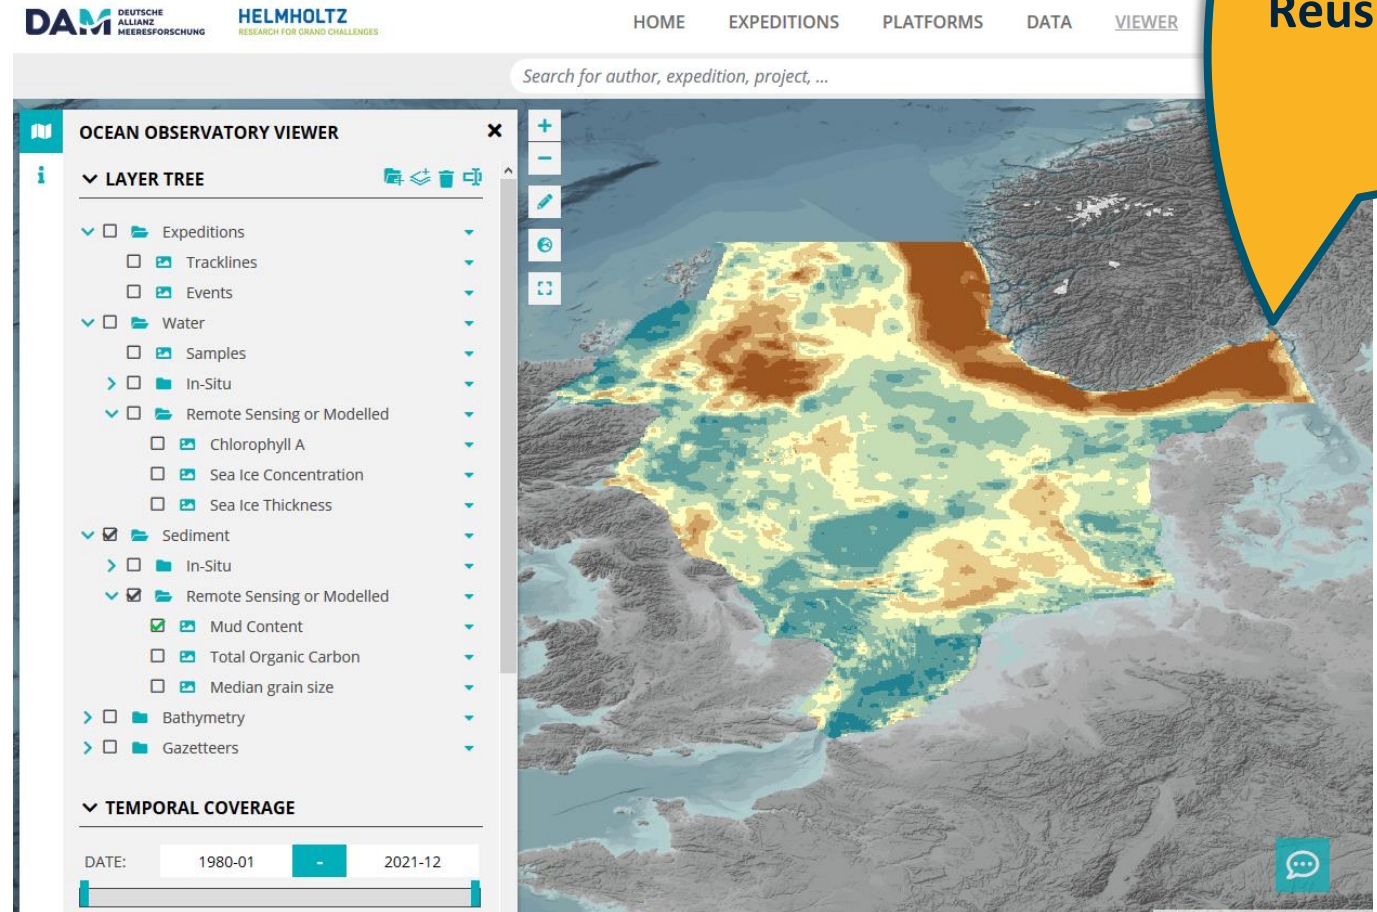 DAM DEUTSCHE
ALLIANZ
MEERESFORSCHUNG
HELMHOLTZ
RESEARCH FOR GRAND CHALLENGES
HOME EXPEDITIONS PLATFORMS DATA VIEWER
Reus
Search for author, expedition, project, ...
OCEAN OBSERVATORY VIEWER
LAYER TREE
Expeditions
Tracklines
Events
Water
Samples
In-Situ
Remote Sensing or Modelled
Chlorophyll A
Sea Ice Concentration
Sea Ice Thickness
Sediment
In-Situ
Remote Sensing or Modelled
Mud Content
Total Organic Carbon
Median grain size
Bathymetry
Gazetteers
TEMPORAL COVERAGE
DATE: 1980-01 - 2021-12